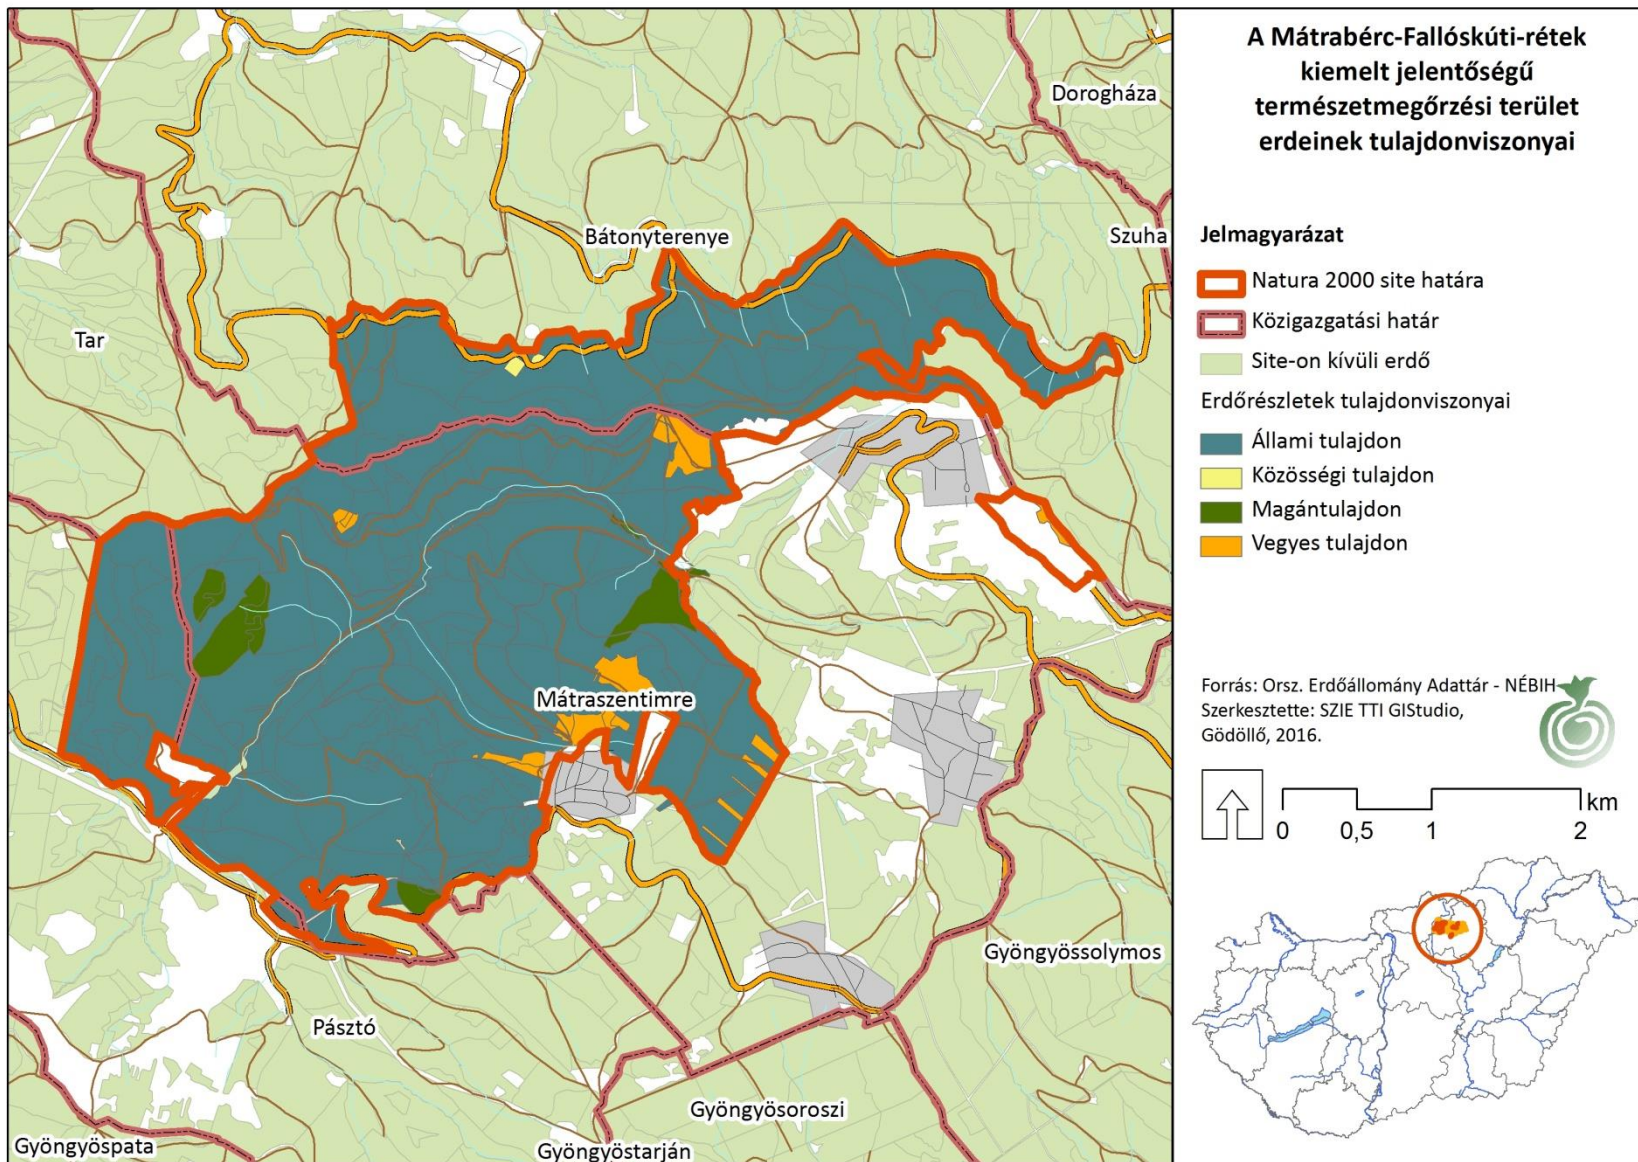 A Mátrabérc-Fallóskúti-rétek
kiemelt jelentőségű
természetmegőrzési terület
erdeinek tulajdonviszonyai
Jelmagyarázat
Natura 2000 site határa
Közigazgatási határ
Site-on kívüli erdő
Erdőrészletek tulajdonviszonyai
Állami tulajdon
Közösségi tulajdon
Magántulajdon
Vegyes tulajdon
Forrás: Orsz. Erdőállomány Adattár - NÉBIH
Szerkesztette: SZIE TTI GIStudio,
Gödöllő, 2016.
km
0 0,5 1 2
Dorogháza
Bátonyterenye
Szuha
Tar
Mátraszentimre
Gyöngyössolymos
Pásztó
Gyöngyösoroszi
Gyöngyöspata
Gyöngyöstarján